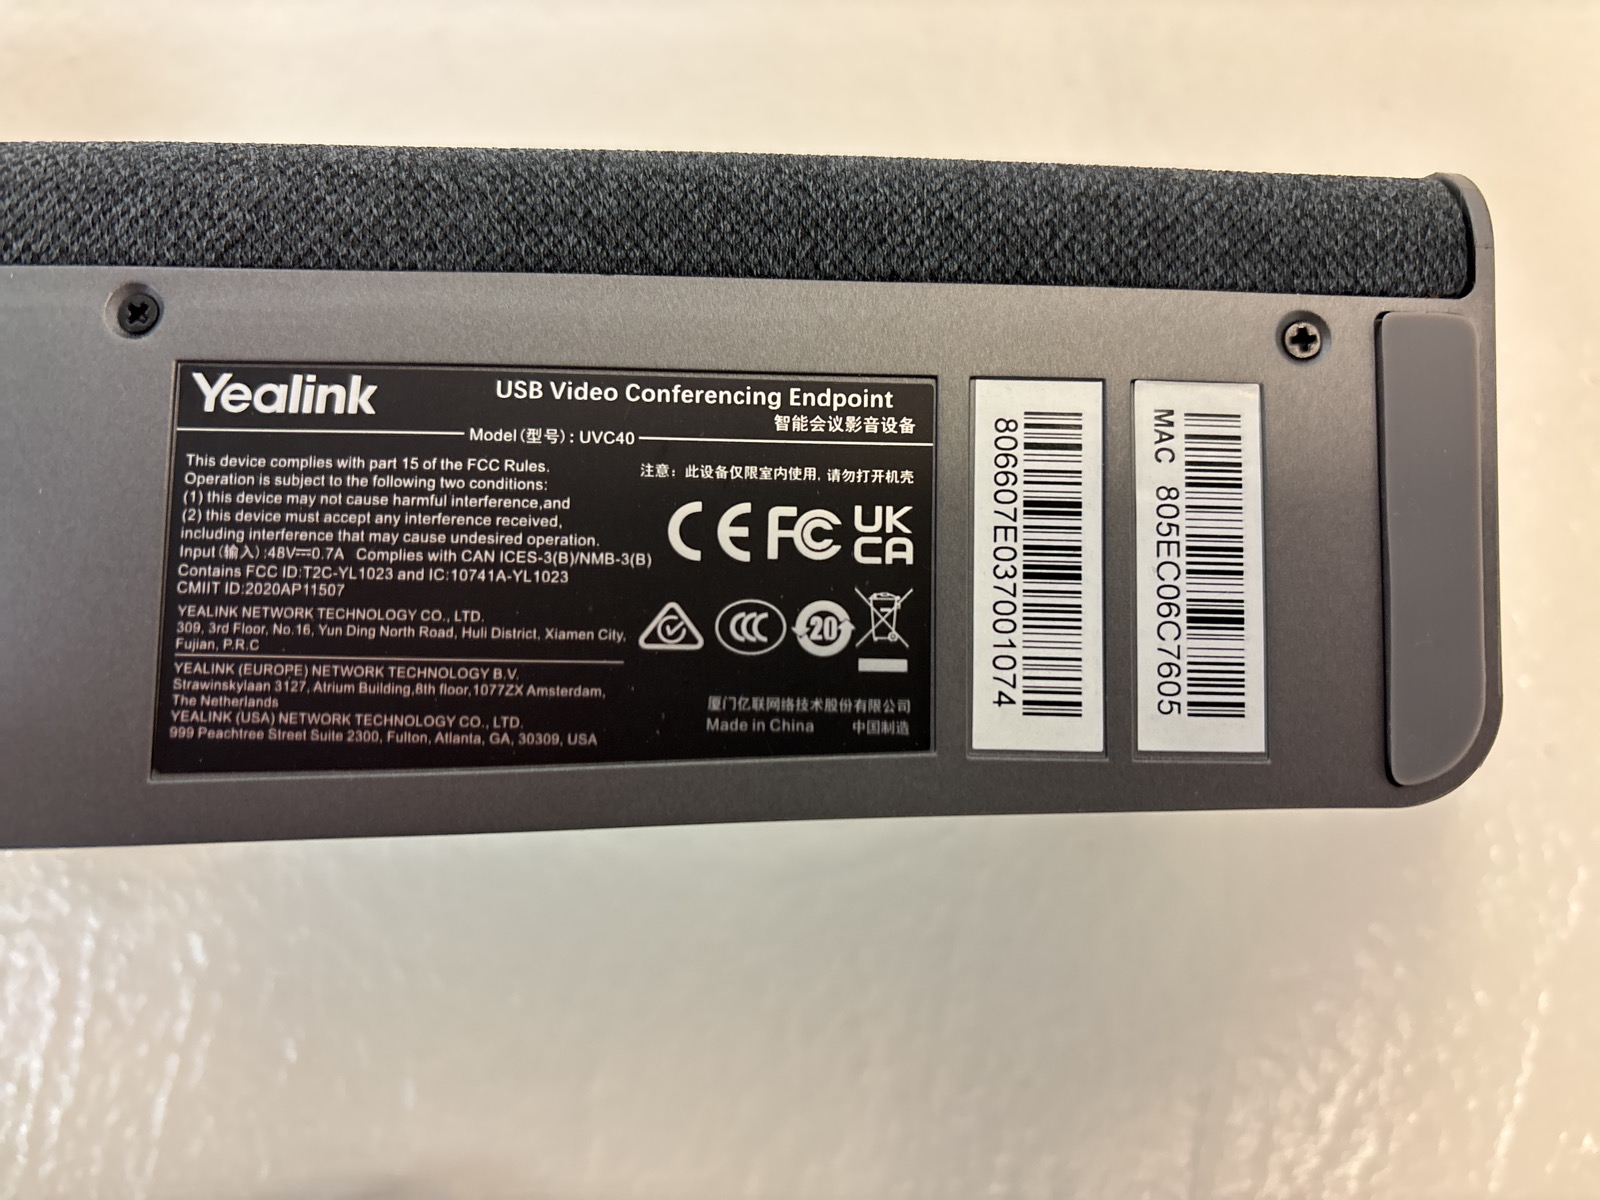 Yealink
USB Video Conferencing Endpoint
智能会议影音设备
Model(型号): UVC40
This device complies with part 15 of the FCC Rules.
Operation is subject to the following two conditions:
(1) this device may not cause harmful interference,and
(2) this device must accept any interference received,
including interference that may cause undesired operation.
Input(输入):48V⎓0.7A Complies with CAN ICES-3(B)/NMB-3(B)
Contains FCC ID:T2C-YL1023 and IC:10741A-YL1023
CMIIT ID:2020AP11507
YEALINK NETWORK TECHNOLOGY CO., LTD.
309, 3rd Floor, No.16, Yun Ding North Road, Huli District, Xiamen City,
Fujian, P.R.C
YEALINK (EUROPE) NETWORK TECHNOLOGY B.V.
Strawinskylaan 3127, Atrium Building,8th floor,1077ZX Amsterdam,
The Netherlands
YEALINK (USA) NETWORK TECHNOLOGY CO., LTD.
999 Peachtree Street Suite 2300, Fulton, Atlanta, GA, 30309, USA
注意: 此设备仅限室内使用, 请勿打开机壳
CE FC UK
CA
CCC 20
厦门亿联网络技术股份有限公司
Made in China 中国制造
806607E037001074
MAC 805EC06C7605